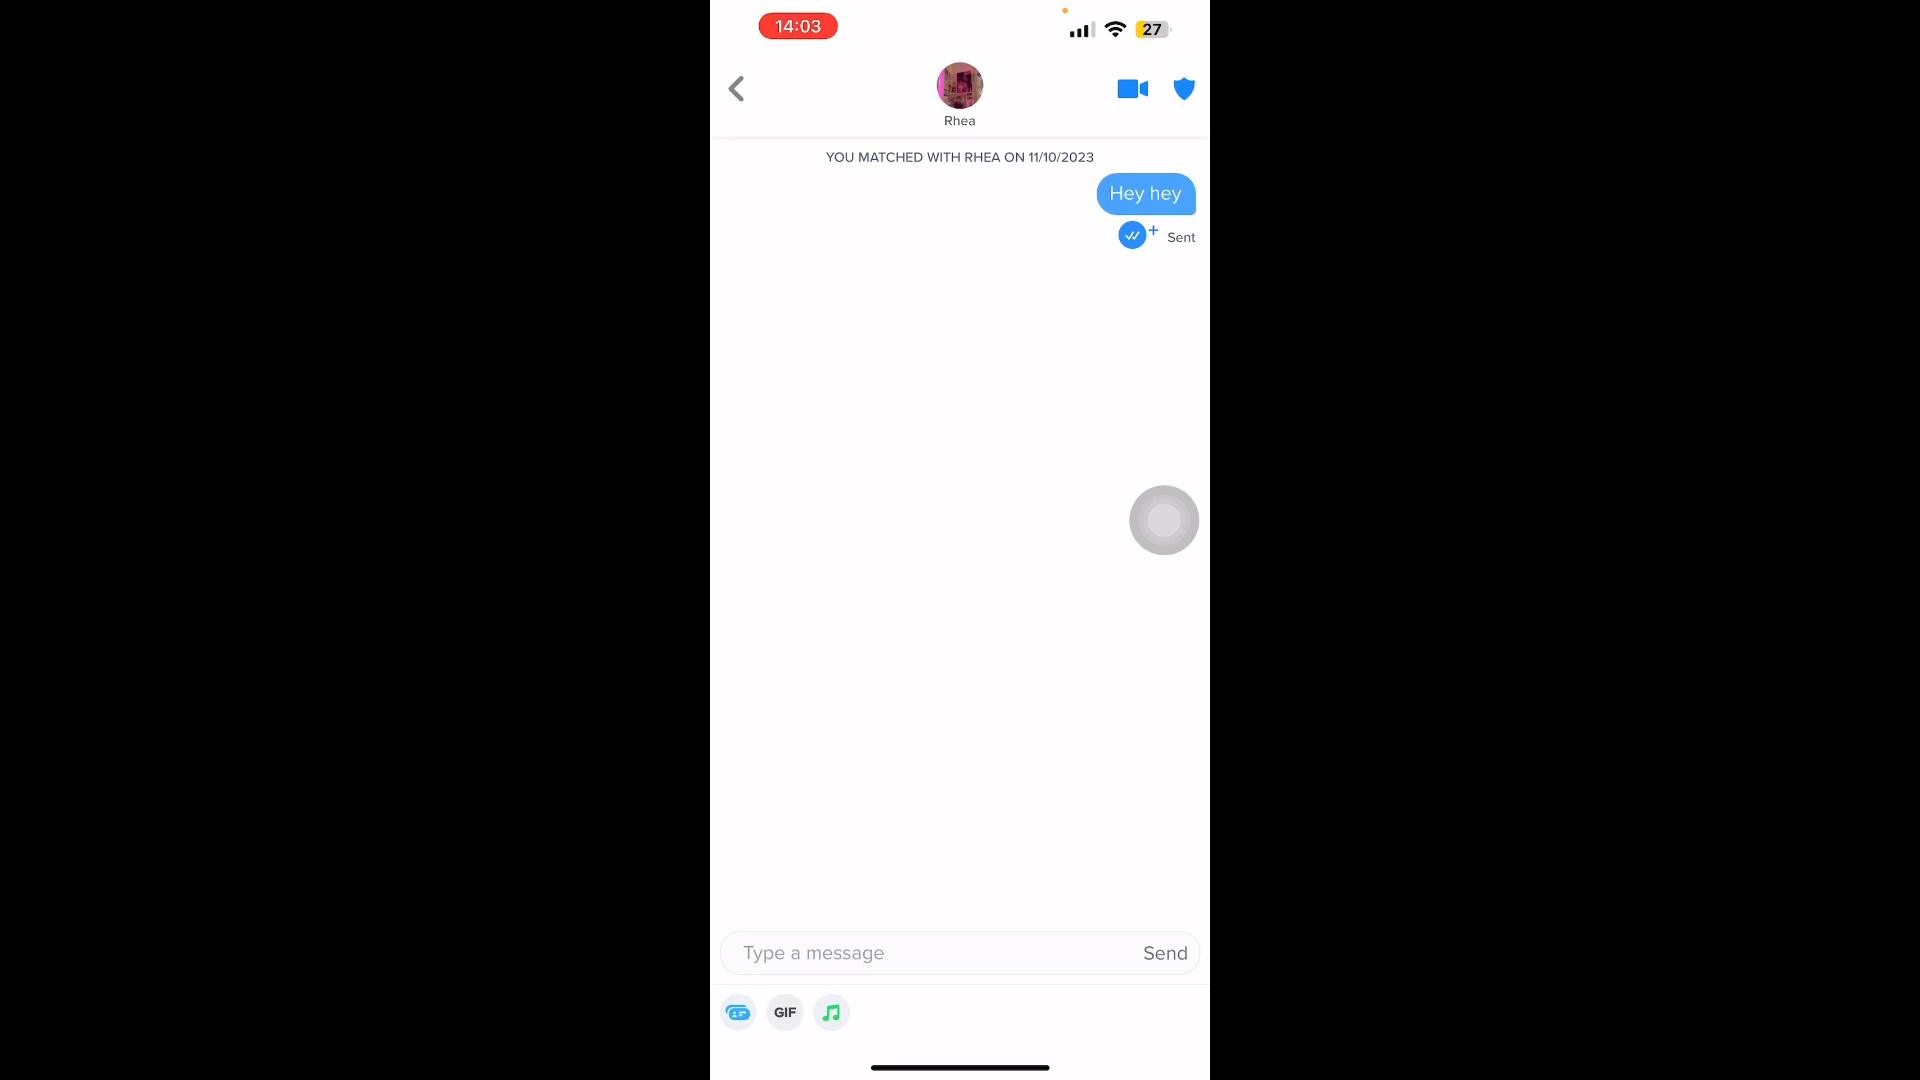 14:03
27
Rhea
YOU MATCHED WITH RHEA ON 11/10/2023
Hey hey
Sent
Type a message
Send
GIF